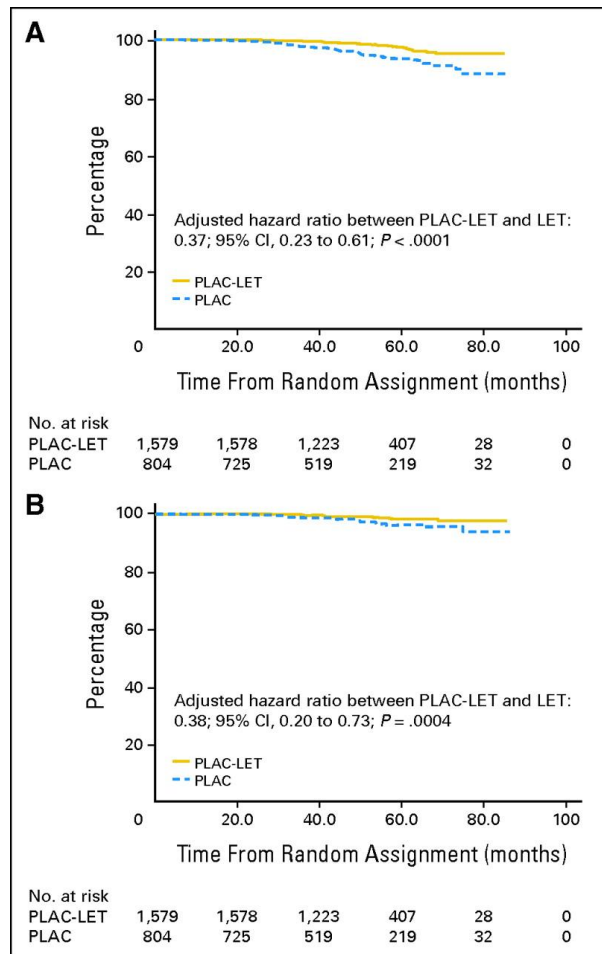 A
100
80
60
40
20
Percentage
Adjusted hazard ratio between PLAC-LET and LET:
0.37; 95% CI, 0.23 to 0.61; P < .0001
PLAC-LET
PLAC
0 20.0 40.0 60.0 80.0 100
Time From Random Assignment (months)
No. at risk
PLAC-LET 1,579 1,578 1,223 407 28 0
PLAC 804 725 519 219 32 0
B
100
80
60
40
20
Percentage
Adjusted hazard ratio between PLAC-LET and LET:
0.38; 95% CI, 0.20 to 0.73; P = .0004
PLAC-LET
PLAC
0 20.0 40.0 60.0 80.0 100
Time From Random Assignment (months)
No. at risk
PLAC-LET 1,579 1,578 1,223 407 28 0
PLAC 804 725 519 219 32 0